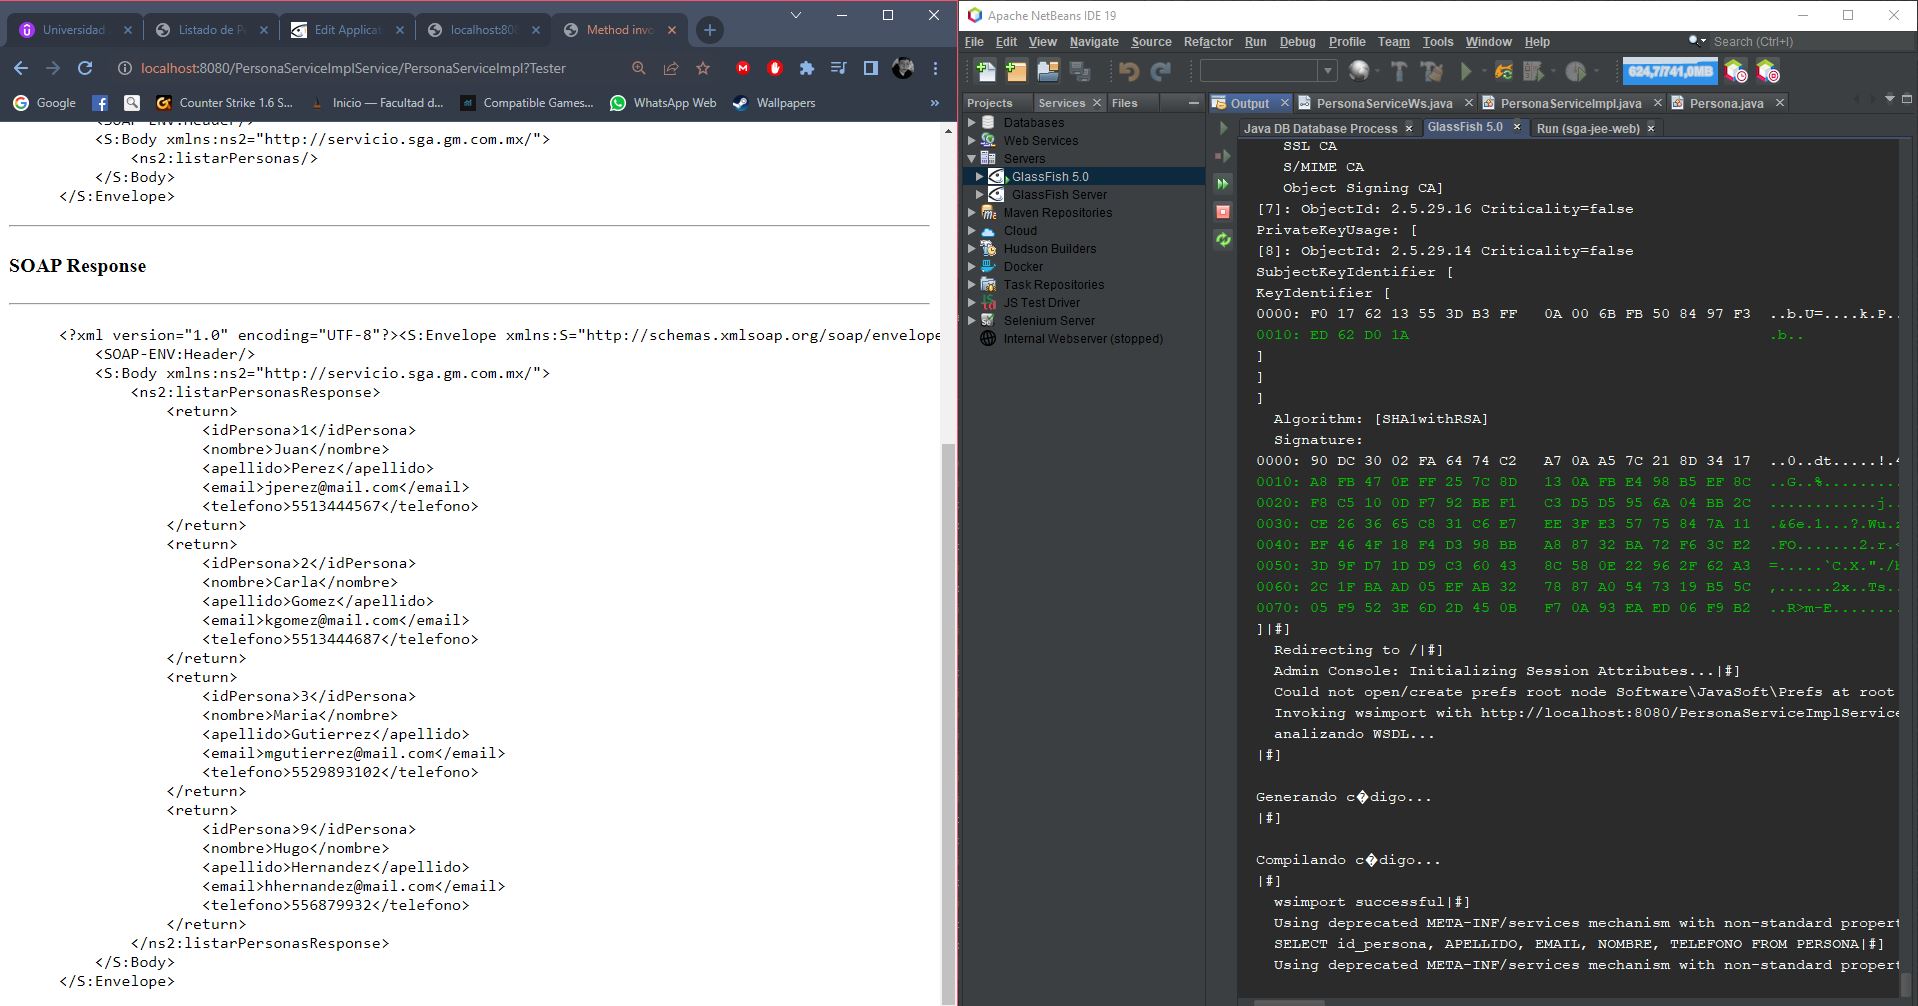 Universidad
Listado de P
Edit Applicat
localhost:808
Method invo
localhost:8080/PersonaServiceImplService/PersonaServiceImpl?Tester
Google
Counter Strike 1.6 S...
Inicio — Facultad d...
Compatible Games...
WhatsApp Web
Wallpapers
»
<SOAP-ENV:Header/>
<S:Body xmlns:ns2="http://servicio.sga.gm.com.mx/">
<ns2:listarPersonas/>
</S:Body>
</S:Envelope>
SOAP Response
<?xml version="1.0" encoding="UTF-8"?><S:Envelope xmlns:S="http://schemas.xmlsoap.org/soap/envelope
<SOAP-ENV:Header/>
<S:Body xmlns:ns2="http://servicio.sga.gm.com.mx/">
<ns2:listarPersonasResponse>
<return>
<idPersona>1</idPersona>
<nombre>Juan</nombre>
<apellido>Perez</apellido>
<email>jperez@mail.com</email>
<telefono>5513444567</telefono>
</return>
<return>
<idPersona>2</idPersona>
<nombre>Carla</nombre>
<apellido>Gomez</apellido>
<email>kgomez@mail.com</email>
<telefono>5513444687</telefono>
</return>
<return>
<idPersona>3</idPersona>
<nombre>Maria</nombre>
<apellido>Gutierrez</apellido>
<email>mgutierrez@mail.com</email>
<telefono>5529893102</telefono>
</return>
<return>
<idPersona>9</idPersona>
<nombre>Hugo</nombre>
<apellido>Hernandez</apellido>
<email>hhernandez@mail.com</email>
<telefono>556879932</telefono>
</return>
</ns2:listarPersonasResponse>
</S:Body>
</S:Envelope>
Apache NetBeans IDE 19
File Edit View Navigate Source Refactor Run Debug Profile Team Tools Window Help
Search (Ctrl+I)
624,7/741,0MB
Projects Services Files
Databases
Web Services
Servers
GlassFish 5.0
GlassFish Server
Maven Repositories
Cloud
Hudson Builders
Docker
Task Repositories
JS Test Driver
Selenium Server
Internal Webserver (stopped)
Output PersonaServiceWs.java PersonaServiceImpl.java Persona.java
Java DB Database Process GlassFish 5.0 Run (sga-jee-web)
SSL CA
S/MIME CA
Object Signing CA]
[7]: ObjectId: 2.5.29.16 Criticality=false
PrivateKeyUsage: [
[8]: ObjectId: 2.5.29.14 Criticality=false
SubjectKeyIdentifier [
KeyIdentifier [
0000: F0 17 62 13 55 3D B3 FF 0A 00 6B FB 50 84 97 F3 ..b.U=....k.P..
0010: ED 62 D0 1A .b..
]
]
]
Algorithm: [SHA1withRSA]
Signature:
0000: 90 DC 30 02 FA 64 74 C2 A7 0A A5 7C 21 8D 34 17 ..0..dt.....!.4
0010: A8 FB 47 0E FF 25 7C 8D 13 0A FB E4 98 B5 EF 8C ..G..%.........
0020: F8 C5 10 0D F7 92 BE F1 C3 D5 D5 95 6A 04 BB 2C ............j..
0030: CE 26 36 65 C8 31 C6 E7 EE 3F E3 57 75 84 7A 11 .&6e.1...?.Wu.z
0040: EF 46 4F 18 F4 D3 98 BB A8 87 32 BA 72 F6 3C E2 .FO.......2.r.<
0050: 3D 9F D7 1D D9 C3 60 43 8C 58 0E 22 96 2F 62 A3 =.....`C.X."./b
0060: 2C 1F BA AD 05 EF AB 32 78 87 A0 54 73 19 B5 5C ,......2x..Ts..
0070: 05 F9 52 3E 6D 2D 45 0B F7 0A 93 EA ED 06 F9 B2 ..R>m-E........
]|#]
Redirecting to /|#]
Admin Console: Initializing Session Attributes...|#]
Could not open/create prefs root node Software\JavaSoft\Prefs at root
Invoking wsimport with http://localhost:8080/PersonaServiceImplService
analizando WSDL...
|#]
Generando c�digo...
|#]
Compilando c�digo...
|#]
wsimport successful|#]
Using deprecated META-INF/services mechanism with non-standard propert
SELECT id_persona, APELLIDO, EMAIL, NOMBRE, TELEFONO FROM PERSONA|#]
Using deprecated META-INF/services mechanism with non-standard propert